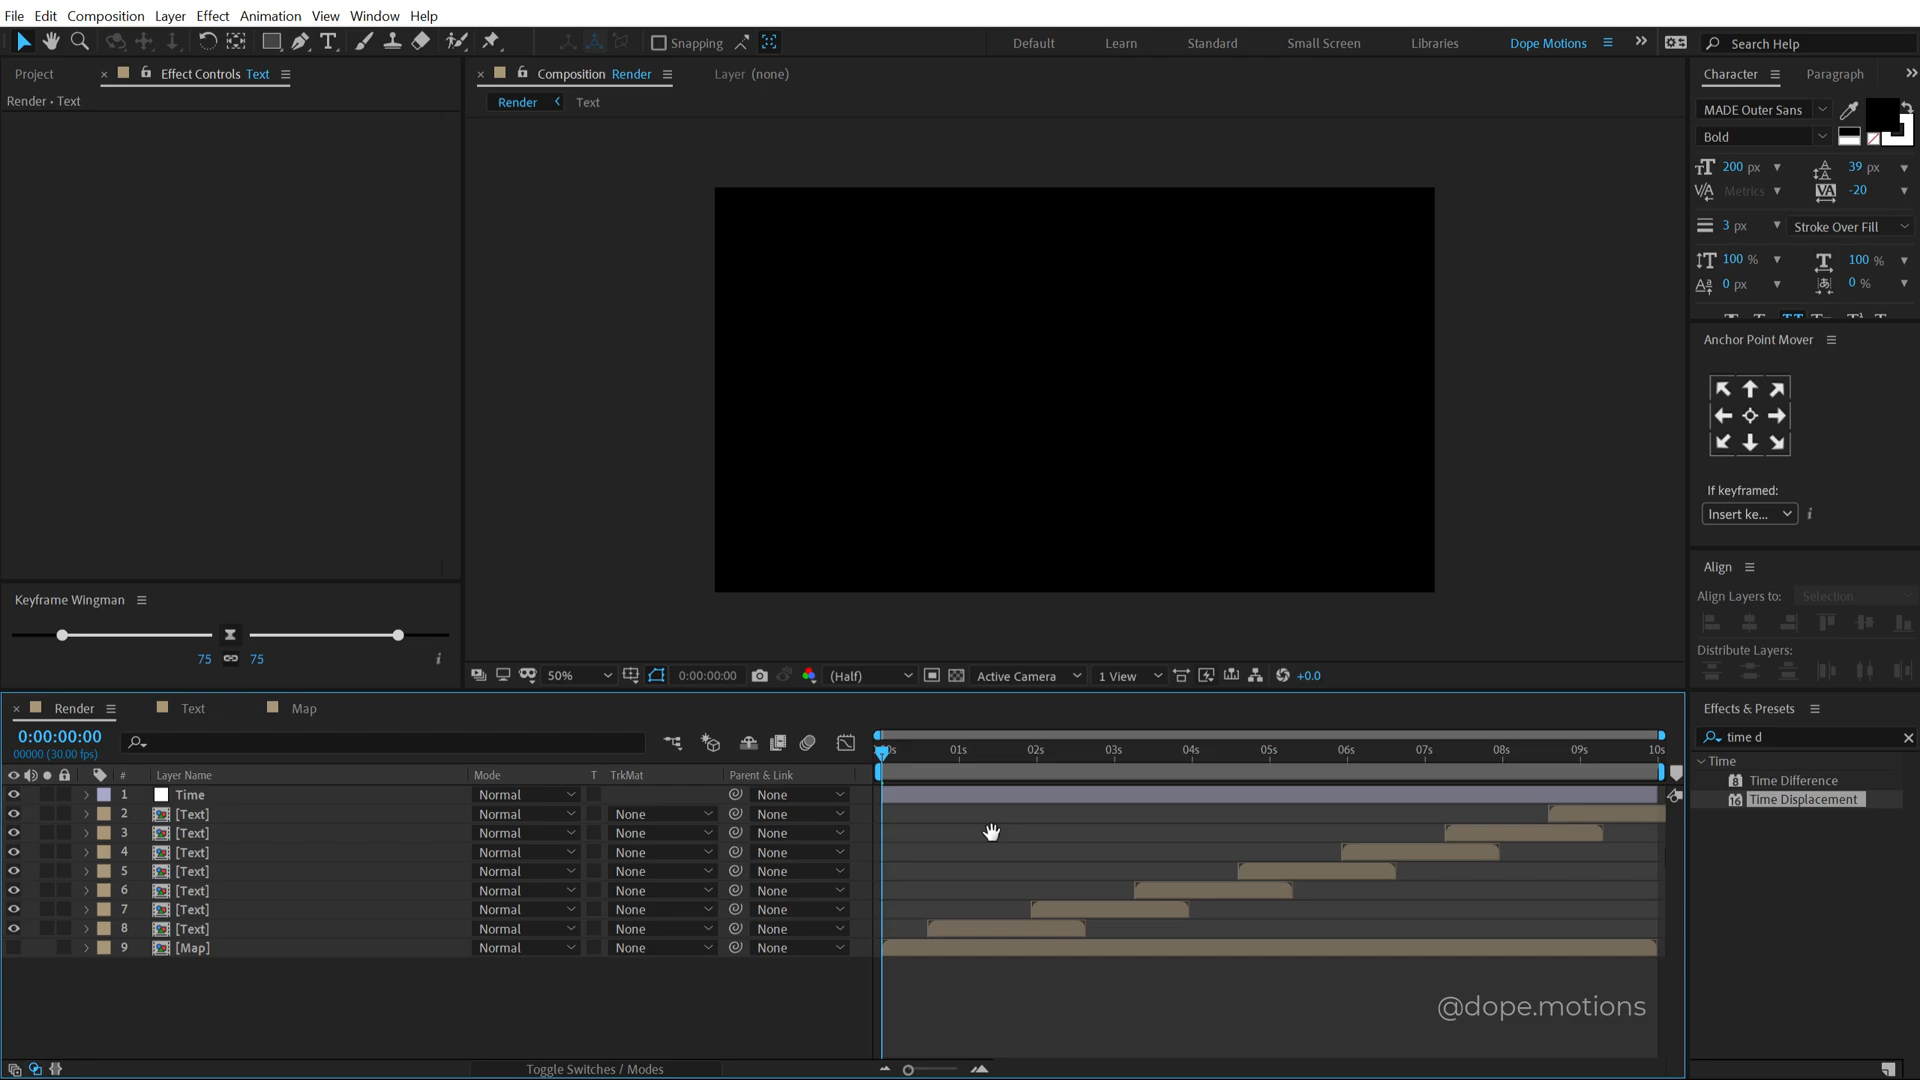 File Edit Composition Layer Effect Animation View Window Help
Snapping
Default Learn Standard Small Screen Libraries Dope Motions Search Help
Project Effect Controls Text
Render • Text
Composition Render Layer (none)
Render Text
Character Paragraph
MADE Outer Sans
Bold
200 px 39 px
Metrics -20
3 px Stroke Over Fill
100 % 100 %
0 px 0 %
Anchor Point Mover
If keyframed:
Insert ke...
Align
Align Layers to: Selection
Distribute Layers:
Keyframe Wingman
75 75
50% 0:00:00:00 (Half) Active Camera 1 View +0.0
Render Text Map
0:00:00:00
00000 (30.00 fps)
01s 02s 03s 04s 05s 06s 07s 08s 09s 10s
# Layer Name Mode T TrkMat Parent & Link
1 Time Normal None
2 [Text] Normal None None
3 [Text] Normal None None
4 [Text] Normal None None
5 [Text] Normal None None
6 [Text] Normal None None
7 [Text] Normal None None
8 [Text] Normal None None
9 [Map] Normal None None
Toggle Switches / Modes
@dope.motions
Effects & Presets
time d
Time
Time Difference
Time Displacement